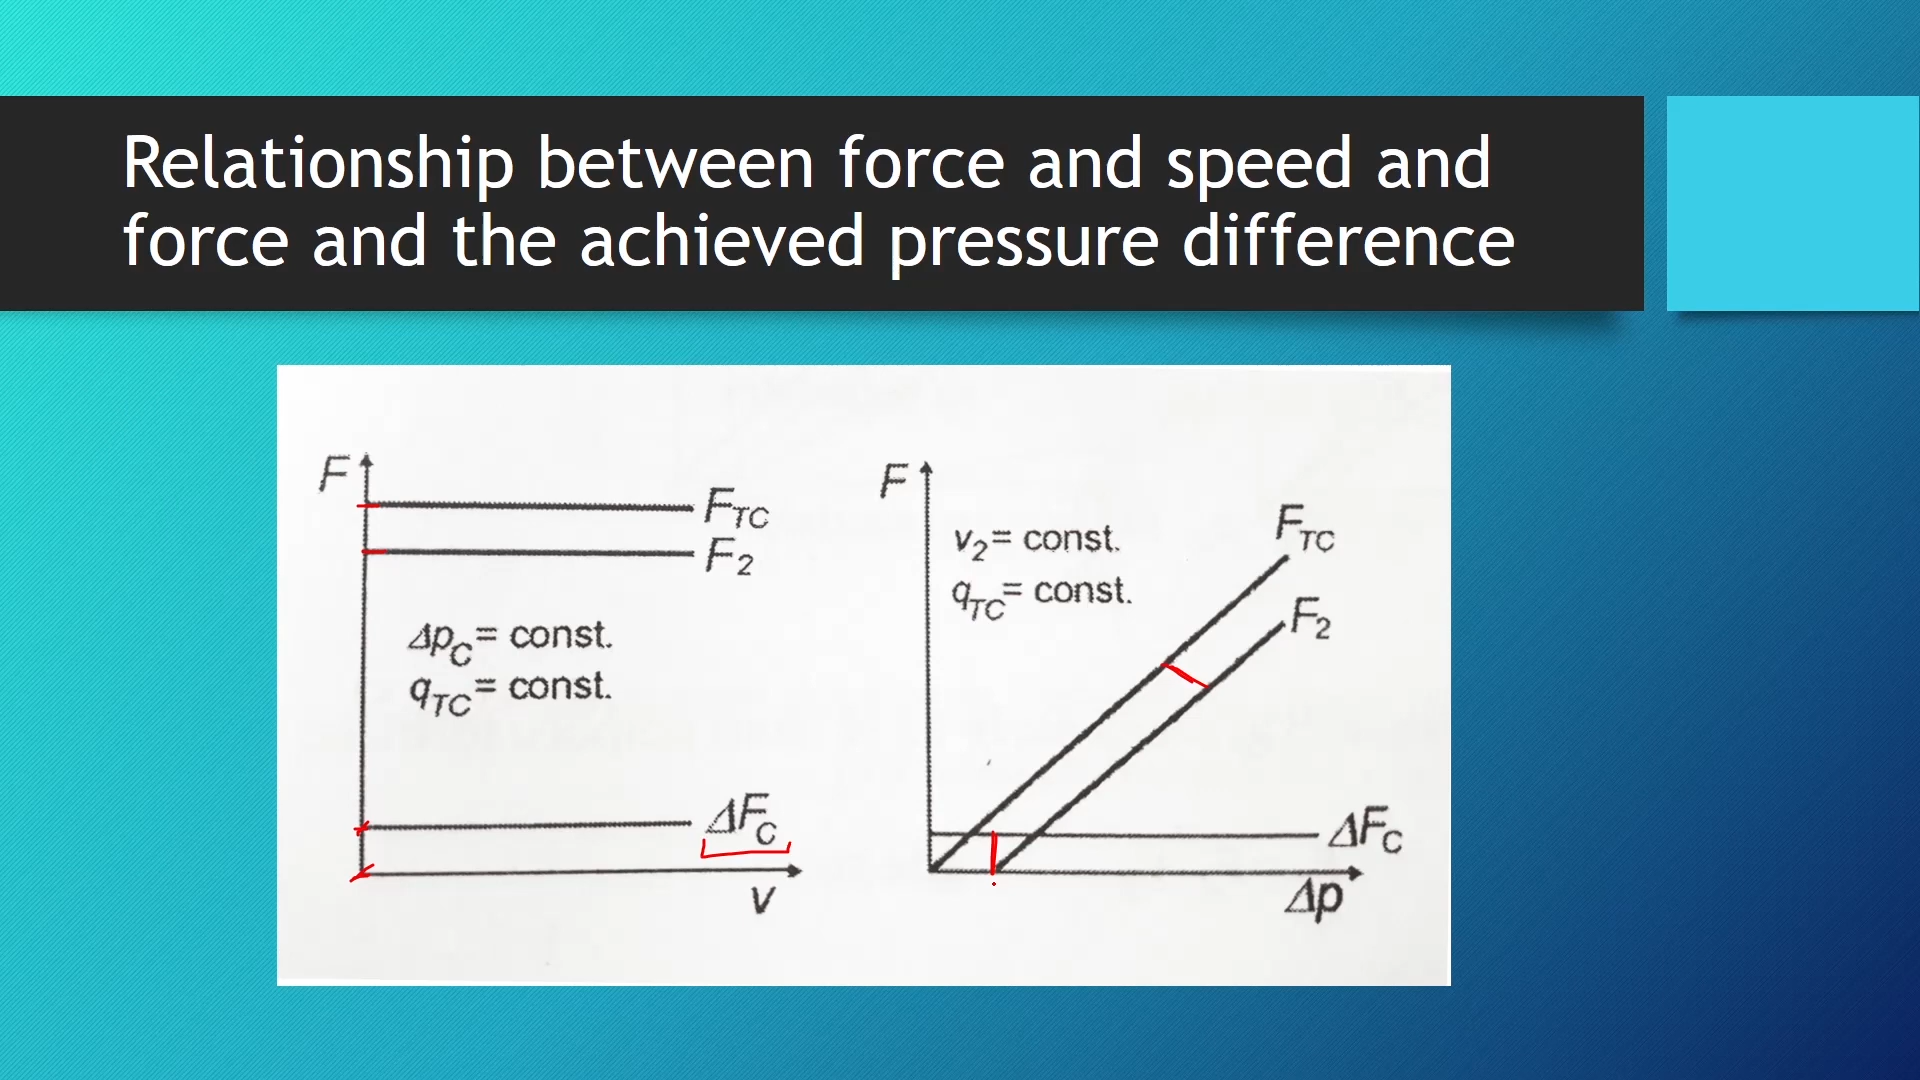 Relationship between force and speed and
force and the achieved pressure difference
F
F_TC
F_2
Δp_C = const.
q_TC = const.
ΔF_C
v
F
v_2 = const.
q_TC = const.
F_TC
F_2
ΔF_C
Δp